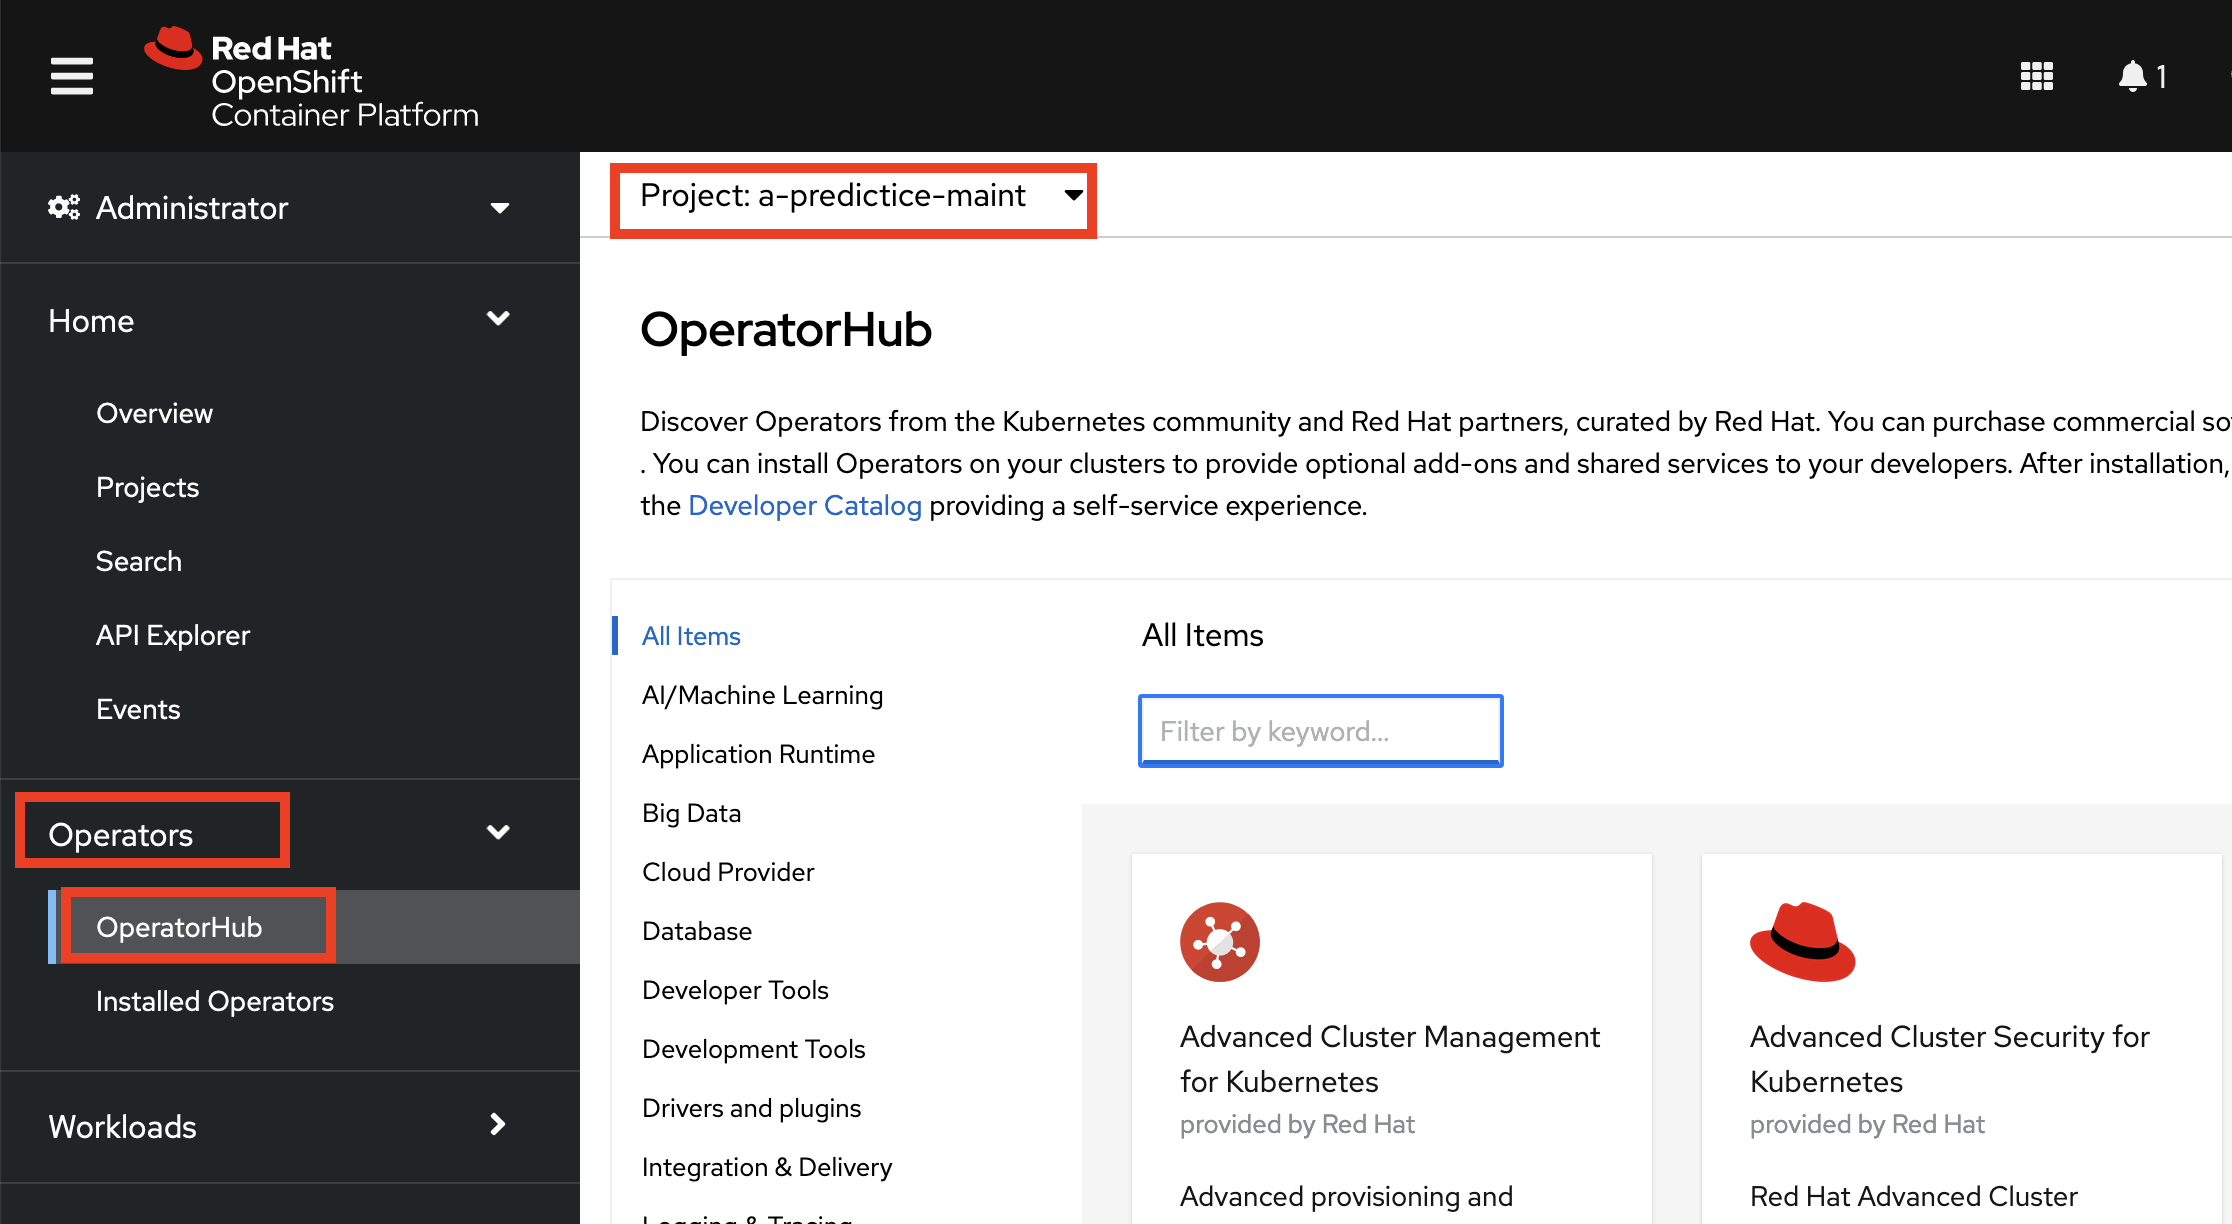 Red Hat
OpenShift
Container Platform
1
Administrator
Home
Overview
Projects
Search
API Explorer
Events
Operators
OperatorHub
Installed Operators
Workloads
Project: a-predictice-maint
OperatorHub
Discover Operators from the Kubernetes community and Red Hat partners, curated by Red Hat. You can purchase commercial
. You can install Operators on your clusters to provide optional add-ons and shared services to your developers. After installation,
the Developer Catalog providing a self-service experience.
All Items
AI/Machine Learning
Application Runtime
Big Data
Cloud Provider
Database
Developer Tools
Development Tools
Drivers and plugins
Integration & Delivery
Logging & Tracing
All Items
Filter by keyword...
Advanced Cluster Management
for Kubernetes
provided by Red Hat
Advanced provisioning and
Advanced Cluster Security for
Kubernetes
provided by Red Hat
Red Hat Advanced Cluster